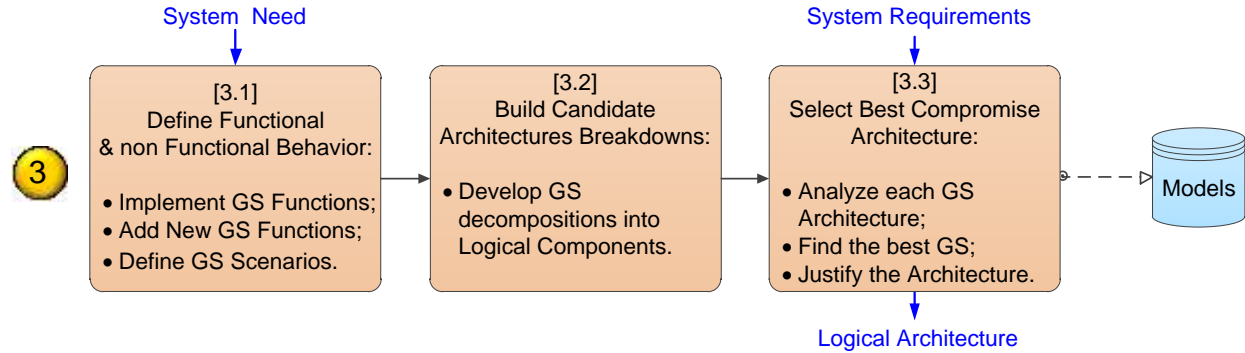 System Need
System Requirements
3
[3.1]
Define Functional
& non Functional Behavior:
• Implement GS Functions;
• Add New GS Functions;
• Define GS Scenarios.
[3.2]
Build Candidate
Architectures Breakdowns:
• Develop GS
decompositions into
Logical Components.
[3.3]
Select Best Compromise
Architecture:
• Analyze each GS
Architecture;
• Find the best GS;
• Justify the Architecture.
Models
Logical Architecture